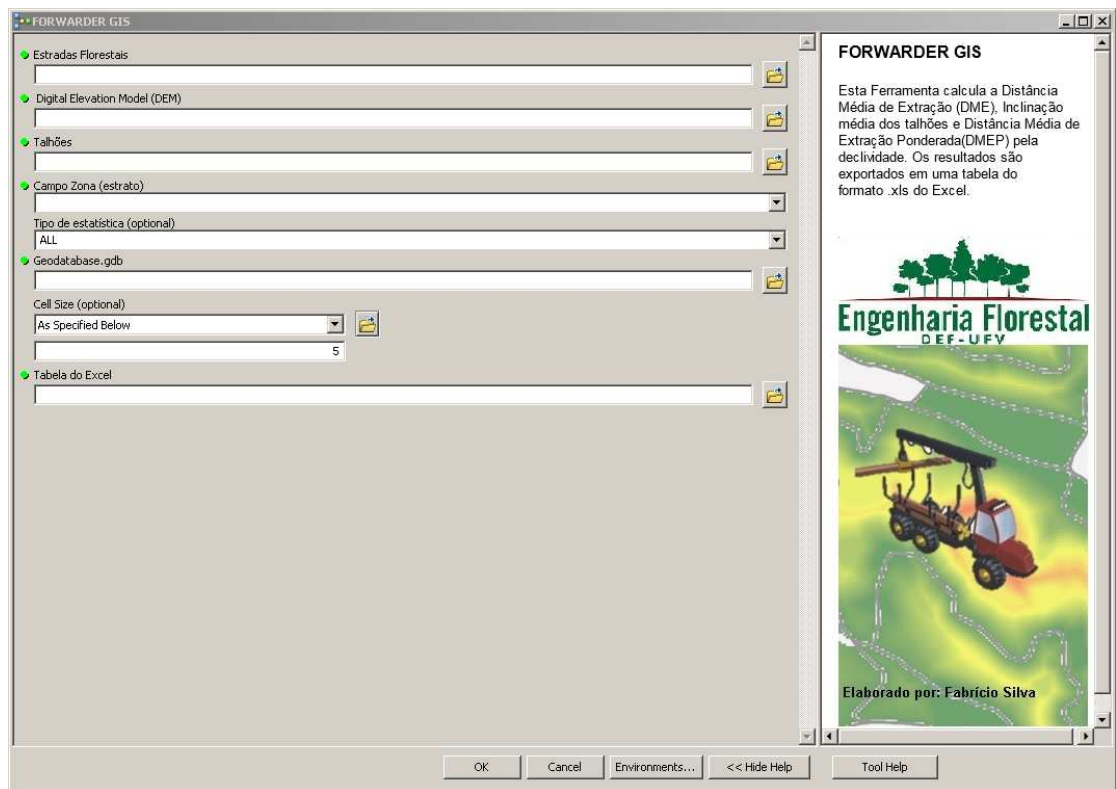 FORWARDER GIS
Estradas Florestais
Digital Elevation Model (DEM)
Talhões
Campo Zona (estrato)
Tipo de estatística (optional)
ALL
Geodatabase.gdb
Cell Size (optional)
As Specified Below
5
Tabela do Excel
OK
Cancel
Environments...
<< Hide Help
FORWARDER GIS
Esta Ferramenta calcula a Distância
Média de Extração (DME), Inclinação
média dos talhões e Distância Média de
Extração Ponderada(DMEP) pela
declividade. Os resultados são
exportados em uma tabela do
formato .xls do Excel.
Engenharia Florestal
DEF-UFV
Elaborado por: Fabrício Silva
Tool Help